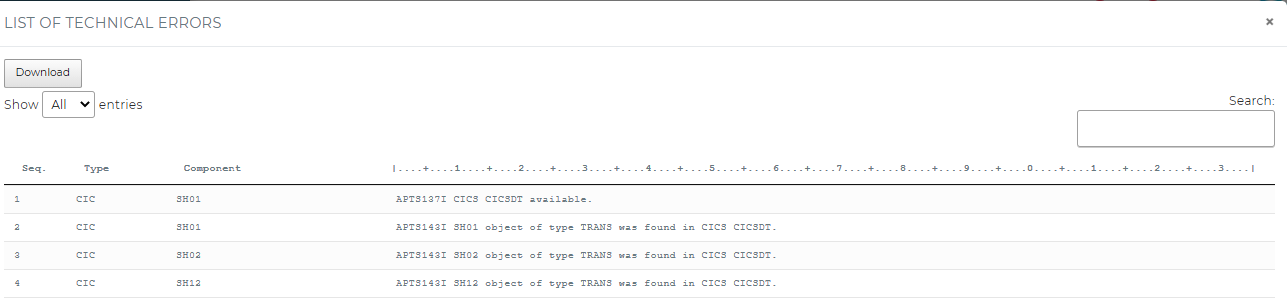 LIST OF TECHNICAL ERRORS ×
Download
Show All entries
Search:
Seq. Type Component |....+....1....+....2....+....3....+....4....+....5....+....6....+....7....+....8....+....9....+....0....+....1....+....2....+....3....|
1 CIC SH01 APTS137I CICS CICSDT available.
2 CIC SH01 APTS143I SH01 object of type TRANS was found in CICS CICSDT.
3 CIC SH02 APTS143I SH02 object of type TRANS was found in CICS CICSDT.
4 CIC SH12 APTS143I SH12 object of type TRANS was found in CICS CICSDT.